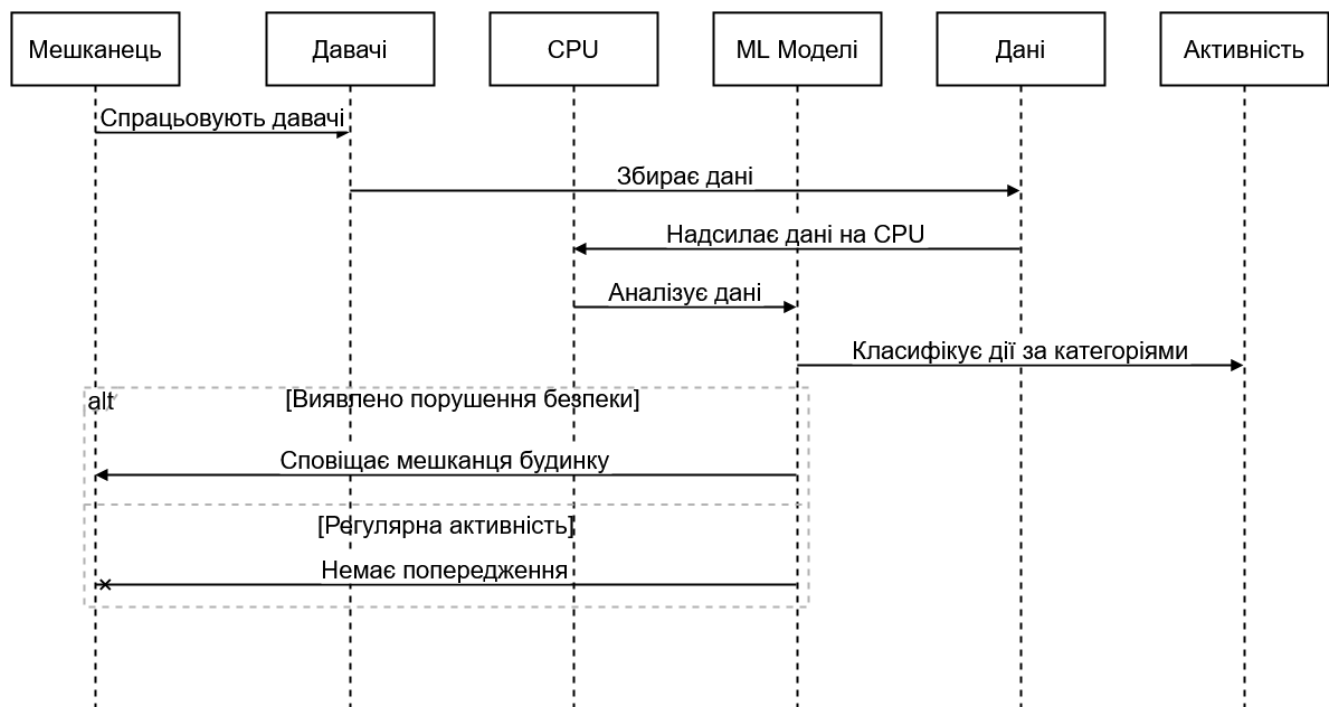 Мешканець
Давачі
CPU
ML Моделі
Дані
Активність
Спрацьовують давачі
Збирає дані
Надсилає дані на CPU
Аналізує дані
Класифікує дії за категоріями
alt
[Виявлено порушення безпеки]
Сповіщає мешканця будинку
[Регулярна активність]
Немає попередження